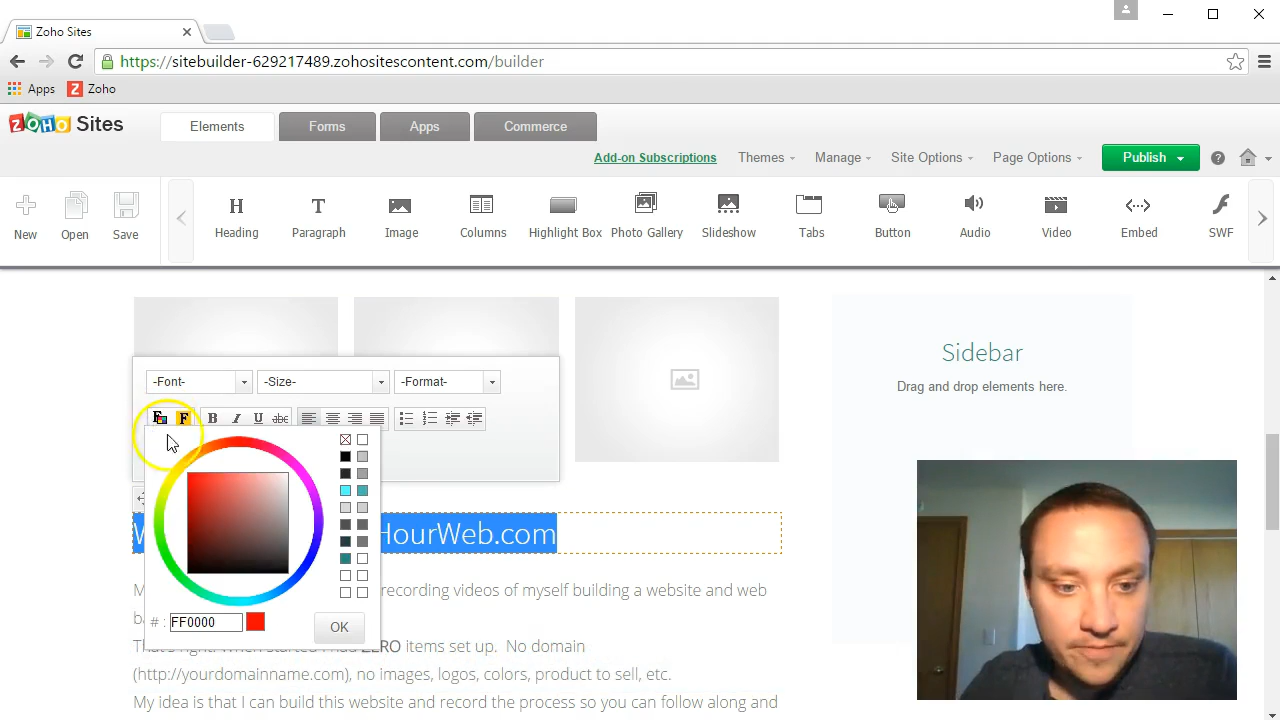 Zoho Sites
https://sitebuilder-629217489.zohositescontent.com/builder
Apps Zoho
ZOHO Sites Elements Forms Apps Commerce
Add-on Subscriptions Themes Manage Site Options Page Options Publish ?
New Open Save H Heading T Paragraph Image Columns Highlight Box Photo Gallery Slideshow Tabs Button Audio Video Embed SWF
Sidebar
Drag and drop elements here.
-Font- -Size- -Format-
F F B I U abc
HourWeb.com
recording videos of myself building a website and web
# : FF0000 OK
ZERO items set up. No domain
(http://yourdomainname.com), no images, logos, colors, product to sell, etc.
My idea is that I can build this website and record the process so you can follow along and